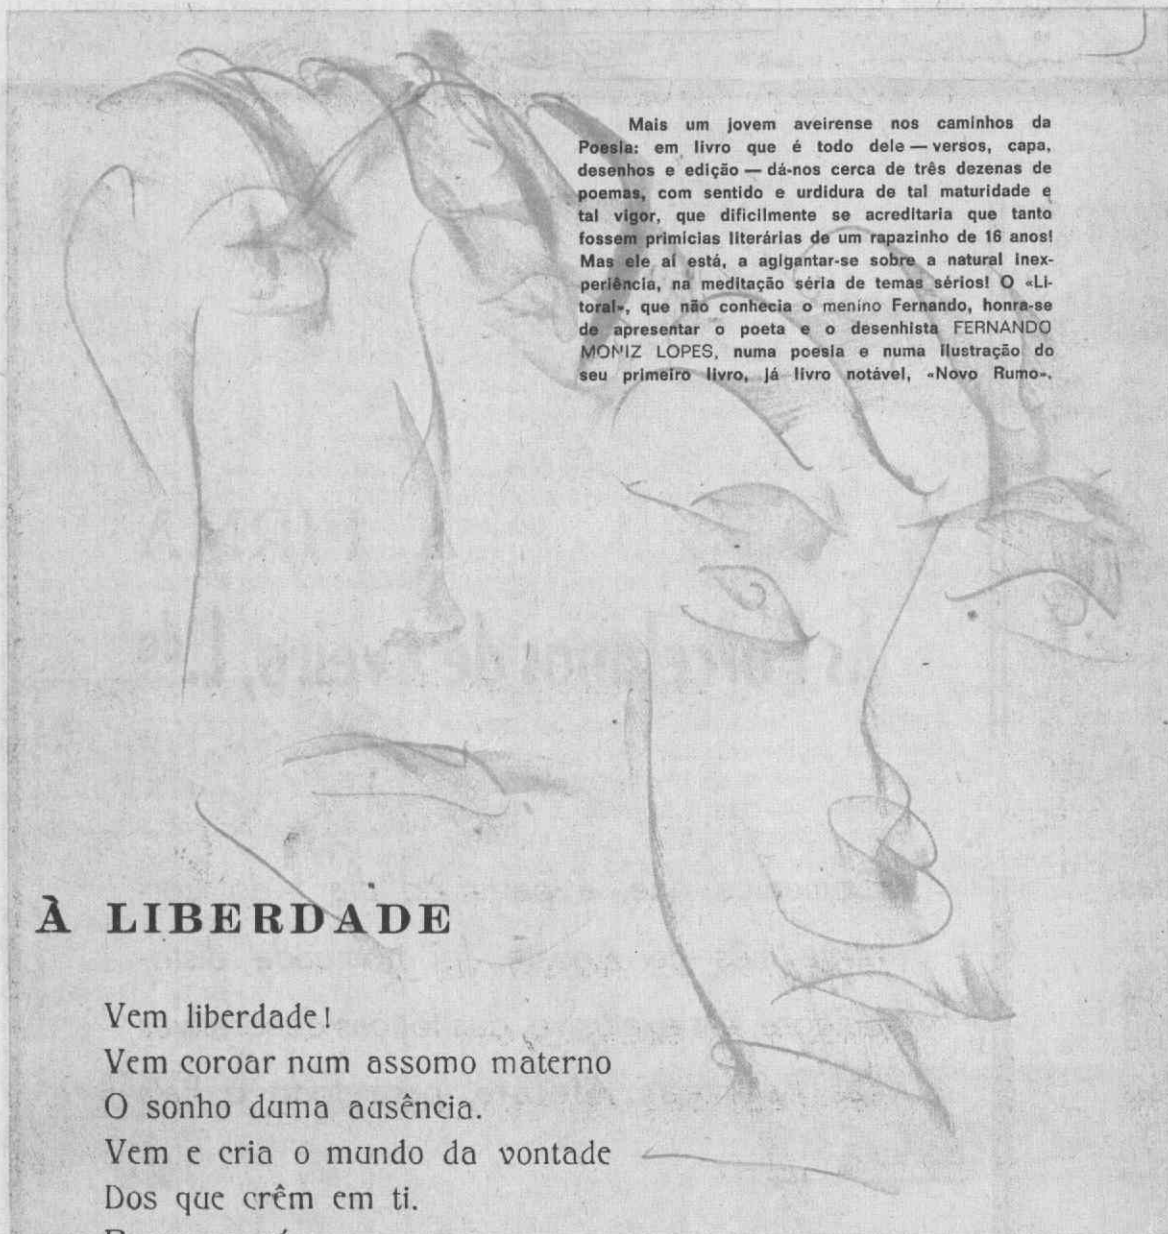 Mais um jovem aveirense nos caminhos da
Poesia: em livro que é todo dele — versos, capa,
desenhos e edição — dá-nos cerca de três dezenas de
poemas, com sentido e urdidura de tal maturidade e
tal vigor, que dificilmente se acreditaria que tanto
fossem primícias literárias de um rapazinho de 16 anos!
Mas ele aí está, a agigantar-se sobre a natural inex-
periência, na meditação séria de temas sérios! O «Li-
toral», que não conhecia o menino Fernando, honra-se
de apresentar o poeta e o desenhista FERNANDO
MONIZ LOPES, numa poesia e numa ilustração do
seu primeiro livro, já livro notável, «Novo Rumo».
À LIBERDADE
Vem liberdade!
Vem coroar num assomo materno
O sonho duma ausência.
Vem e cria o mundo da vontade
Dos que crêm em ti.